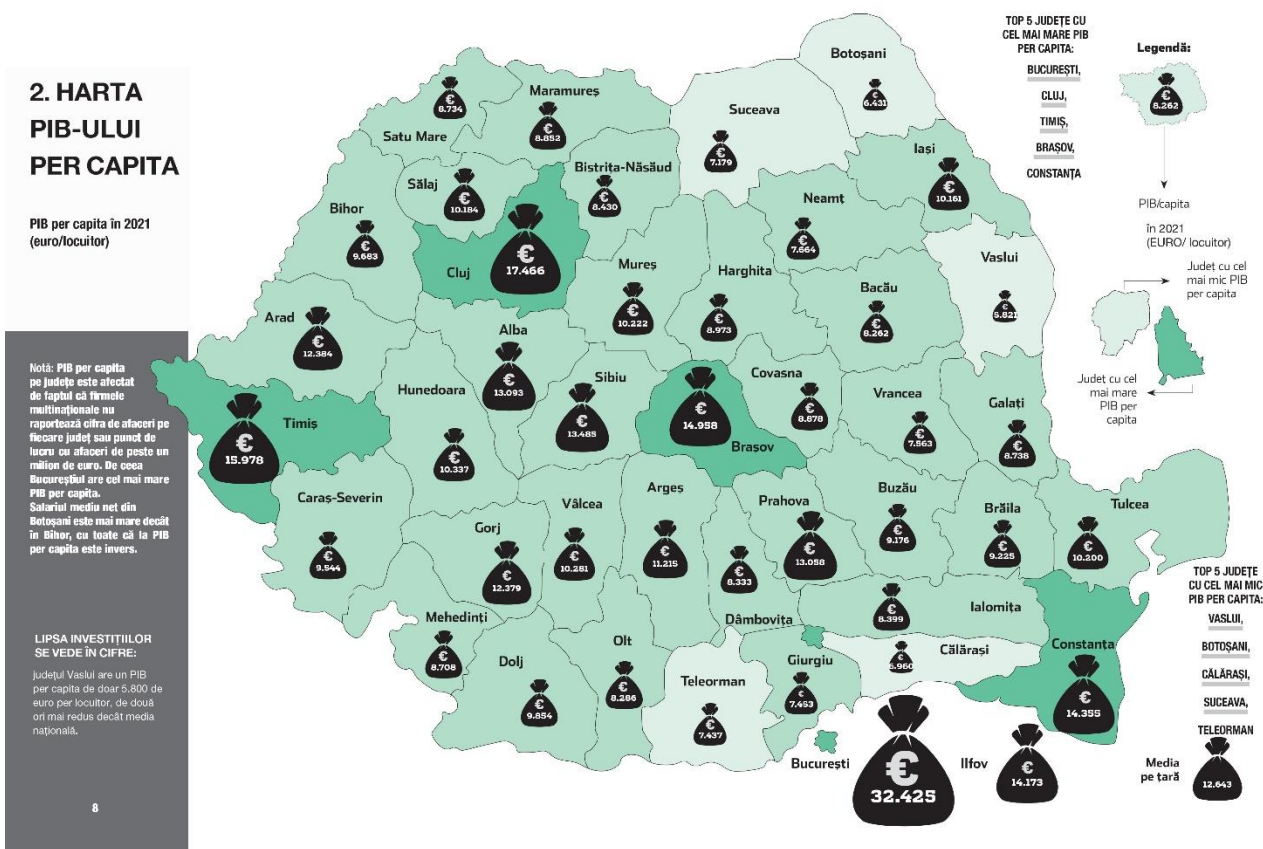 2. HARTA
PIB-ULUI
PER CAPITA
PIB per capita în 2021
(euro/locuitor)
Notă: PIB per capita
pe județe este afectat
de faptul că firmele
multinaționale nu
raportează cifra de afaceri pe
fiecare județ sau punct de
lucru cu afaceri de peste un
milion de euro. De ceea
Bucureștiul are cel mai mare
PIB per capita.
Salariul mediu net din
Botoșani este mai mare decât
în Bihor, cu toate că la PIB
per capita este invers.
LIPSA INVESTIȚIILOR
SE VEDE ÎN CIFRE:
județul Vaslui are un PIB
per capita de doar 5.800 de
euro per locuitor, de două
ori mai redus decât media
națională.
8
Satu Mare
€
8.734
Maramureș
€
8.852
Suceava
€
7.179
Botoșani
€
6.431
Iași
€
10.161
Sălaj
€
10.184
Bistrița-Năsăud
€
8.430
Bihor
€
9.683
Cluj
€
17.466
Mureș
€
10.222
Harghita
€
8.973
Neamț
€
7.664
Bacău
€
8.262
Vaslui
€
5.821
Arad
€
12.384
Alba
€
13.093
Hunedoara
€
10.337
Sibiu
€
13.485
Brașov
€
14.958
Covasna
€
8.878
Vrancea
€
7.563
Galați
€
8.738
Timiș
€
15.978
Caraș-Severin
€
9.544
Gorj
€
12.379
Vâlcea
€
10.281
Argeș
€
11.215
Dâmbovița
€
8.333
Prahova
€
13.058
Buzău
€
9.176
Brăila
€
9.225
Tulcea
€
10.200
Mehedinți
€
8.708
Dolj
€
9.854
Olt
€
8.286
Teleorman
€
7.437
Giurgiu
€
Ialomița
€
8.399
Călărași
€
Constanța
€
14.355
București
€
32.425
Ilfov
€
14.173
Media
pe țară
€
12.643
TOP 5 JUDEȚE CU
CEL MAI MARE PIB
PER CAPITA:
BUCUREȘTI,
CLUJ,
TIMIȘ,
BRAȘOV,
CONSTANȚA
Legendă:
€
8.262
PIB/capita
în 2021
(EURO/ locuitor)
Județ cu cel
mai mic PIB
per capita
Județ cu cel
mai mare
PIB per
capita
TOP 5 JUDEȚE
CU CEL MAI MIC
PIB PER CAPITA:
VASLUI,
BOTOȘANI,
CĂLĂRAȘI,
SUCEAVA,
TELEORMAN